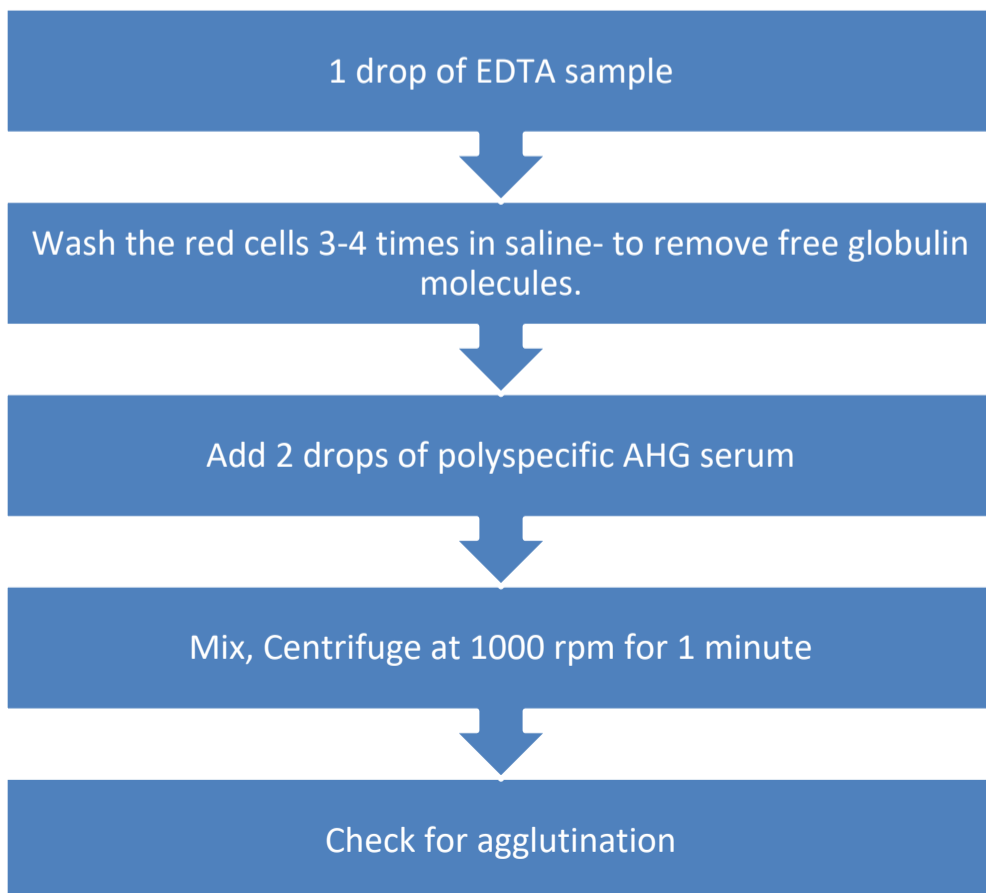 1 drop of EDTA sample
Wash the red cells 3-4 times in saline- to remove free globulin
molecules.
Add 2 drops of polyspecific AHG serum
Mix, Centrifuge at 1000 rpm for 1 minute
Check for agglutination